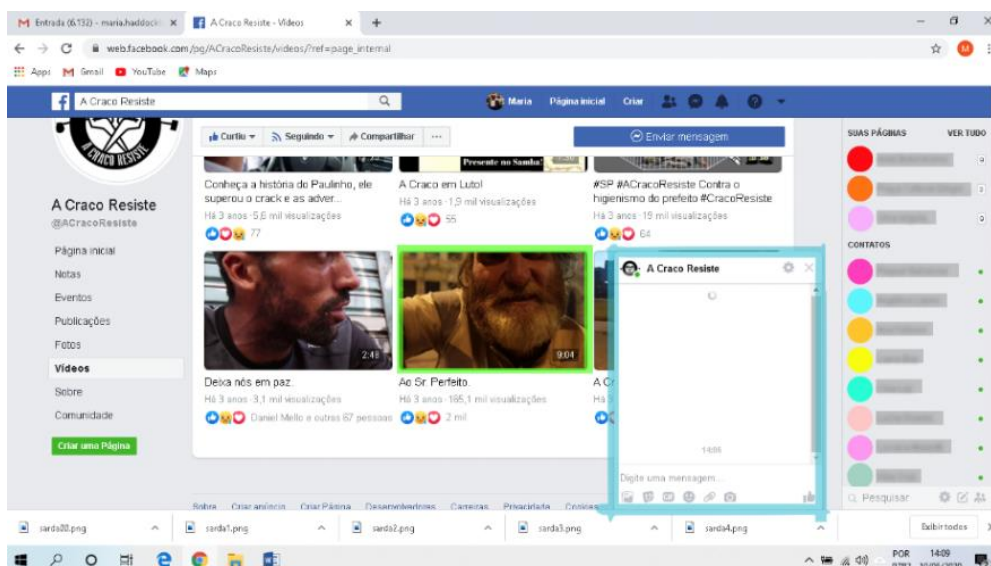 Entrada (6.132) - maria.haddock
A Craco Resiste - Vídeos
web.facebook.com/pg/ACracoResiste/videos/?ref=page_internal
M
Apps
Gmail
YouTube
Maps
A Craco Resiste
Maria
Página inicial
Criar
A CRACO RESISTE
A Craco Resiste
@ACracoResiste
Página inicial
Notas
Eventos
Publicações
Fotos
Vídeos
Sobre
Comunidade
Criar uma Página
Curtiu
Seguindo
Compartilhar
Enviar mensagem
Presente no Samba!
Conheça a história do Paulinho, ele
superou o crack e as adver...
Há 3 anos · 5,6 mil visualizações
77
A Craco em Luto!
Há 3 anos · 1,9 mil visualizações
55
#SP #ACracoResiste Contra o
higienismo do prefeito #CracoResiste
Há 3 anos · 19 mil visualizações
64
2:48
Deixa nós em paz.
Há 3 anos · 3,1 mil visualizações
Daniel Mello e outras 67 pessoas
9:04
Ao Sr. Perfeito.
Há 3 anos · 165,1 mil visualizações
2 mil
A Craco Resiste
14:06
Digite uma mensagem...
SUAS PÁGINAS
VER TUDO
CONTATOS
Pesquisar
Sobre
Criar anúncio
Criar Página
Desenvolvedores
Carreiras
Privacidade
sarda00.png
sarda1.png
sarda2.png
sarda3.png
sarda4.png
Exibir todos
POR
14:09